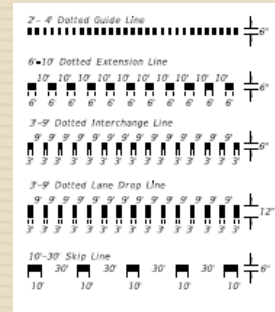 2'- 4' Dotted Guide Line
6"
6'-10' Dotted Extension Line
10' 10' 10' 10' 10' 10' 10' 10' 10'
6"
6' 6' 6' 6' 6' 6' 6' 6' 6'
3'-9' Dotted Interchange Line
9' 9' 9' 9' 9' 9' 9' 9' 9' 9' 9' 9' 9'
6"
3' 3' 3' 3' 3' 3' 3' 3' 3' 3' 3' 3' 3' 3'
3'-9' Dotted Lane Drop Line
9' 9' 9' 9' 9' 9' 9' 9' 9' 9' 9' 9' 9'
12"
3' 3' 3' 3' 3' 3' 3' 3' 3' 3' 3' 3' 3' 3'
10'-30' Skip Line
30' 30' 30' 30'
6"
10' 10' 10' 10' 10'